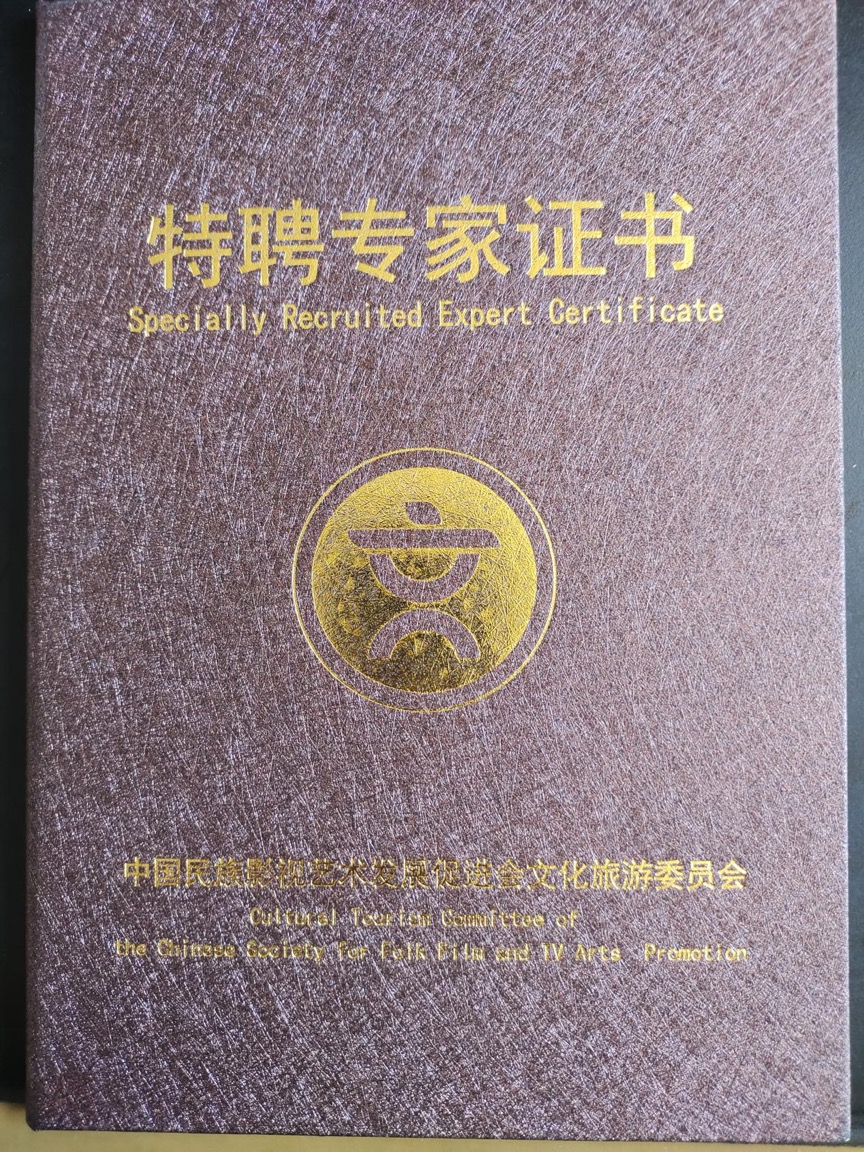 特聘专家证书
Specially Recruited Expert Certificate
中国民族影视艺术发展促进会文化旅游委员会
Cultural Tourism Committee of
the Chinese Society for Folk Film and TV Arts Promotion